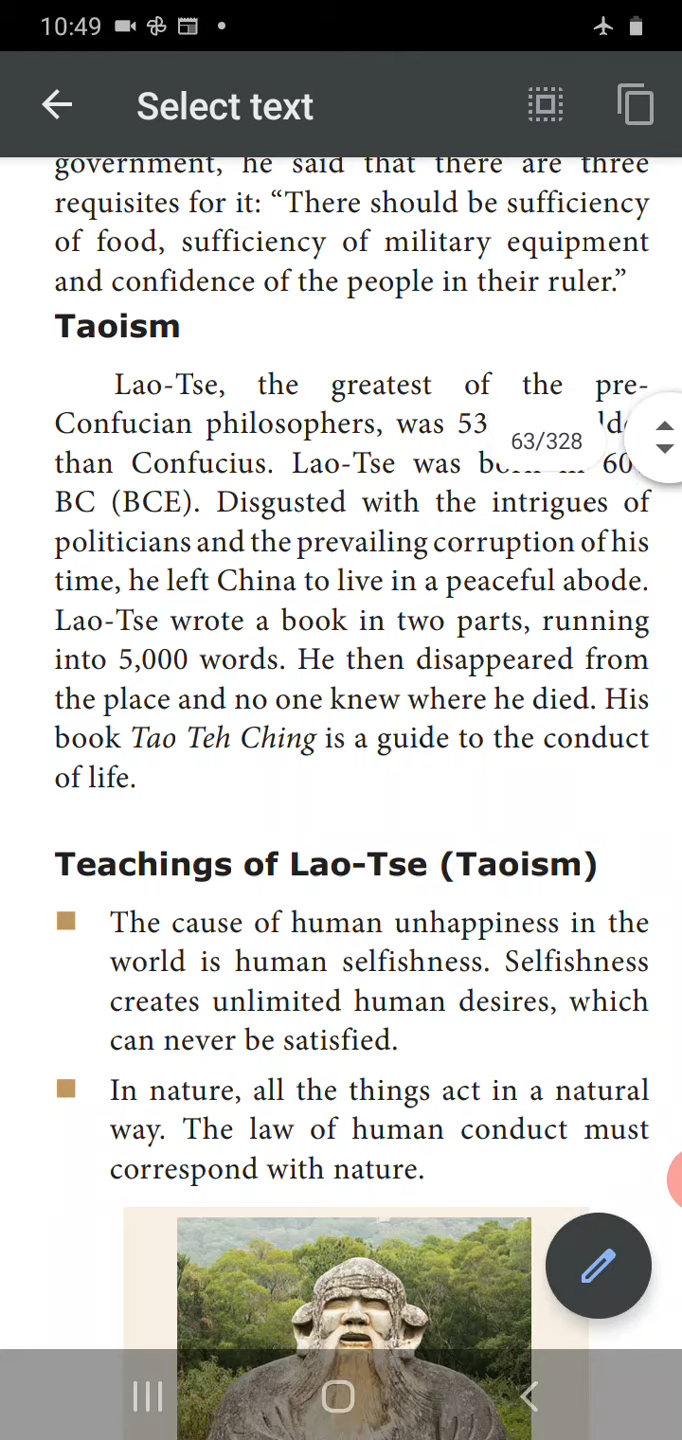 10:49
Select text
government, he said that there are three
requisites for it: “There should be sufficiency
of food, sufficiency of military equipment
and confidence of the people in their ruler.”
Taoism
Lao-Tse, the greatest of the pre-
Confucian philosophers, was 53
63/328
than Confucius. Lao-Tse was
BC (BCE). Disgusted with the intrigues of
politicians and the prevailing corruption of his
time, he left China to live in a peaceful abode.
Lao-Tse wrote a book in two parts, running
into 5,000 words. He then disappeared from
the place and no one knew where he died. His
book Tao Teh Ching is a guide to the conduct
of life.
Teachings of Lao-Tse (Taoism)
The cause of human unhappiness in the
world is human selfishness. Selfishness
creates unlimited human desires, which
can never be satisfied.
In nature, all the things act in a natural
way. The law of human conduct must
correspond with nature.